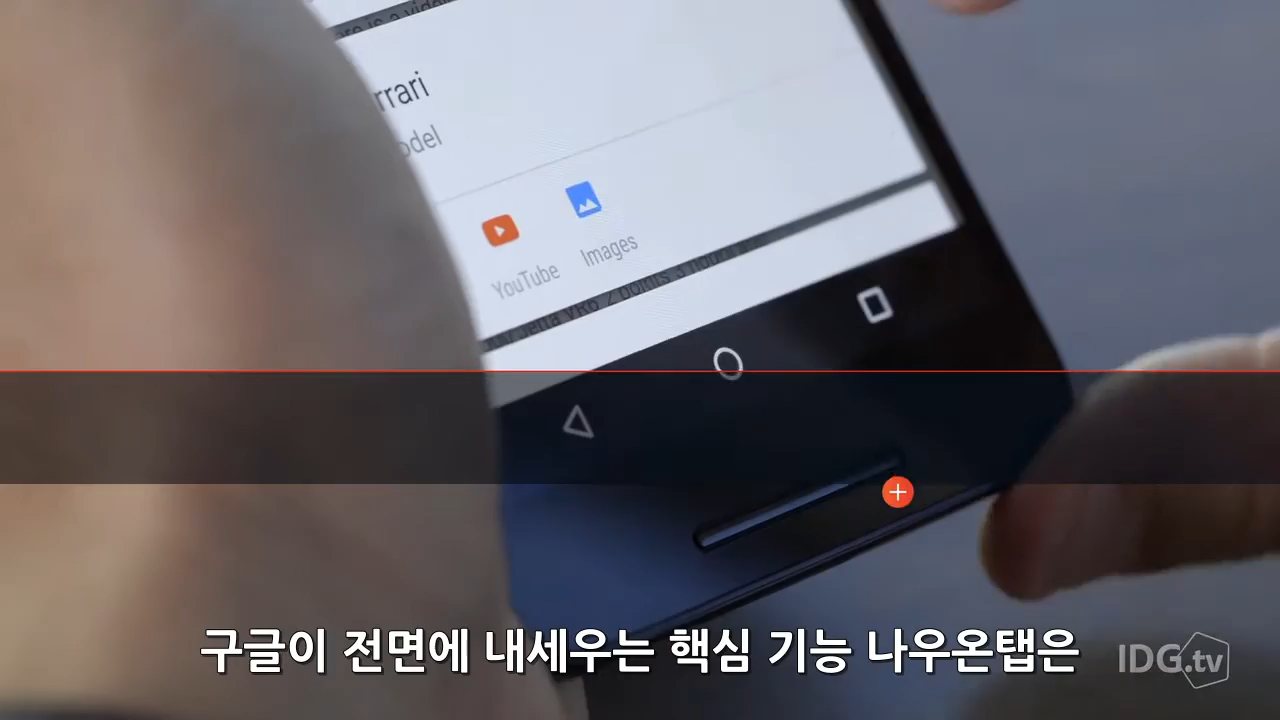 rrari
odel
YouTube
Images
구글이 전면에 내세우는 핵심 기능 나우온탭은
IDG.tv